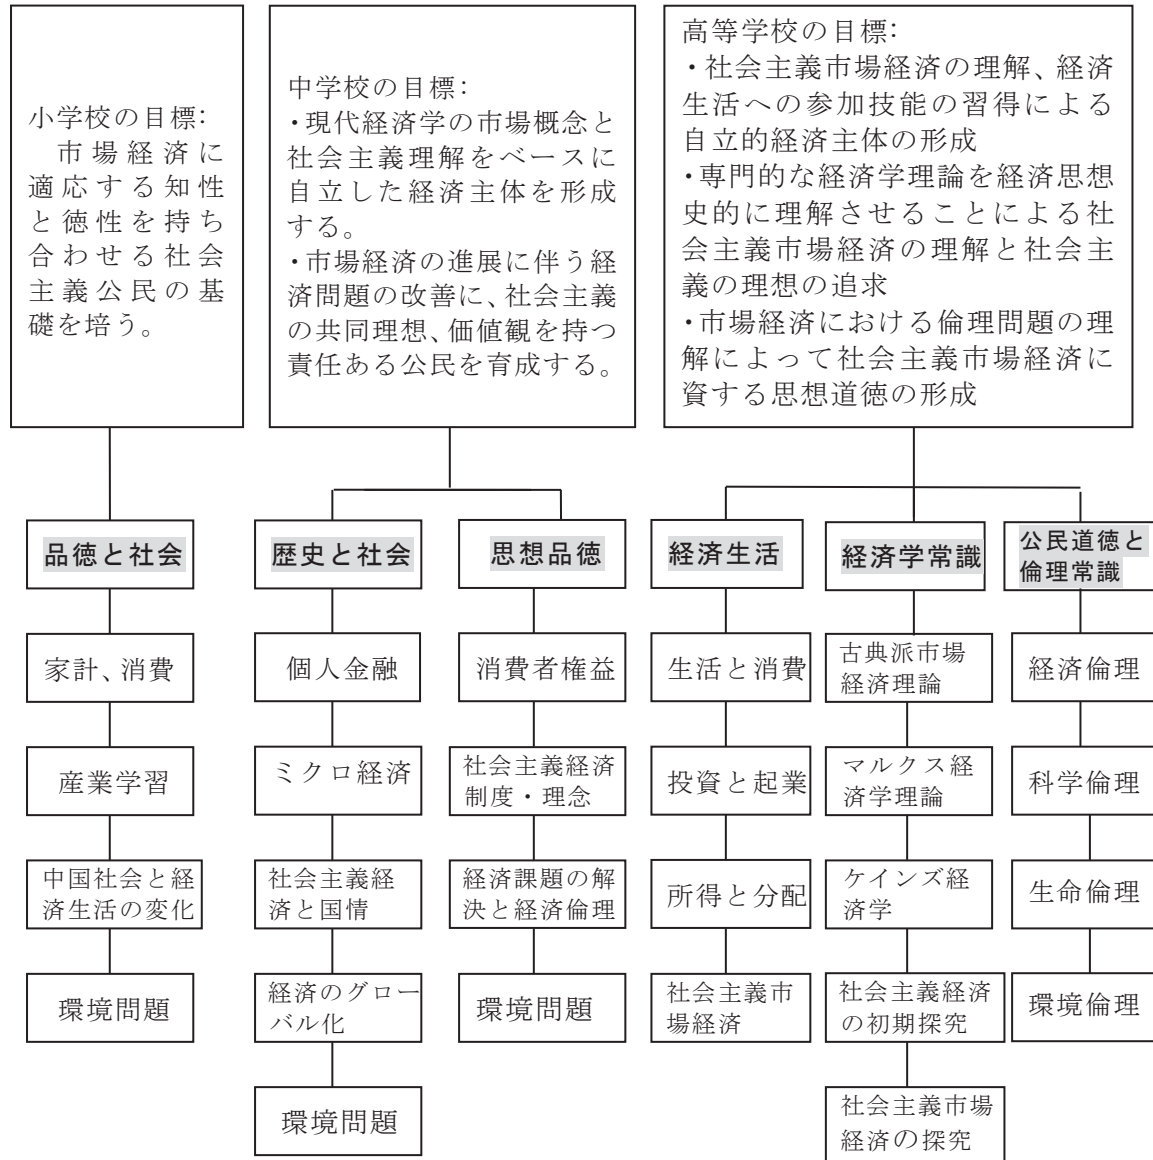 小学校の目標：
市場経済に
適応する知性
と徳性を持ち
合わせる社会
主義公民の基
礎を培う。
中学校の目標：
・現代経済学の市場概念と
社会主義理解をベースに
自立した経済主体を形成
する。
・市場経済の進展に伴う経
済問題の改善に、社会主義
の共同理想、価値観を持つ
責任ある公民を育成する。
高等学校の目標：
・社会主義市場経済の理解、経済
生活への参加技能の習得による
自立的経済主体の形成
・専門的な経済学理論を経済思想
史的に理解させることによる社
会主義市場経済の理解と社会主
義の理想の追求
・市場経済における倫理問題の理
解によって社会主義市場経済に
資する思想道徳の形成
品徳と社会
家計、消費
産業学習
中国社会と経
済生活の変化
環境問題
歴史と社会
個人金融
ミクロ経済
社会主義経
済と国情
経済のグロー
バル化
環境問題
思想品徳
消費者権益
社会主義経済
制度・理念
経済課題の解
決と経済倫理
環境問題
経済生活
生活と消費
投資と起業
所得と分配
社会主義市
場経済
経済学常識
古典派市場
経済理論
マルクス経
済学理論
ケインズ経
済学
社会主義経済
の初期探究
社会主義市場
経済の探究
公民道徳と
倫理常識
経済倫理
科学倫理
生命倫理
環境倫理